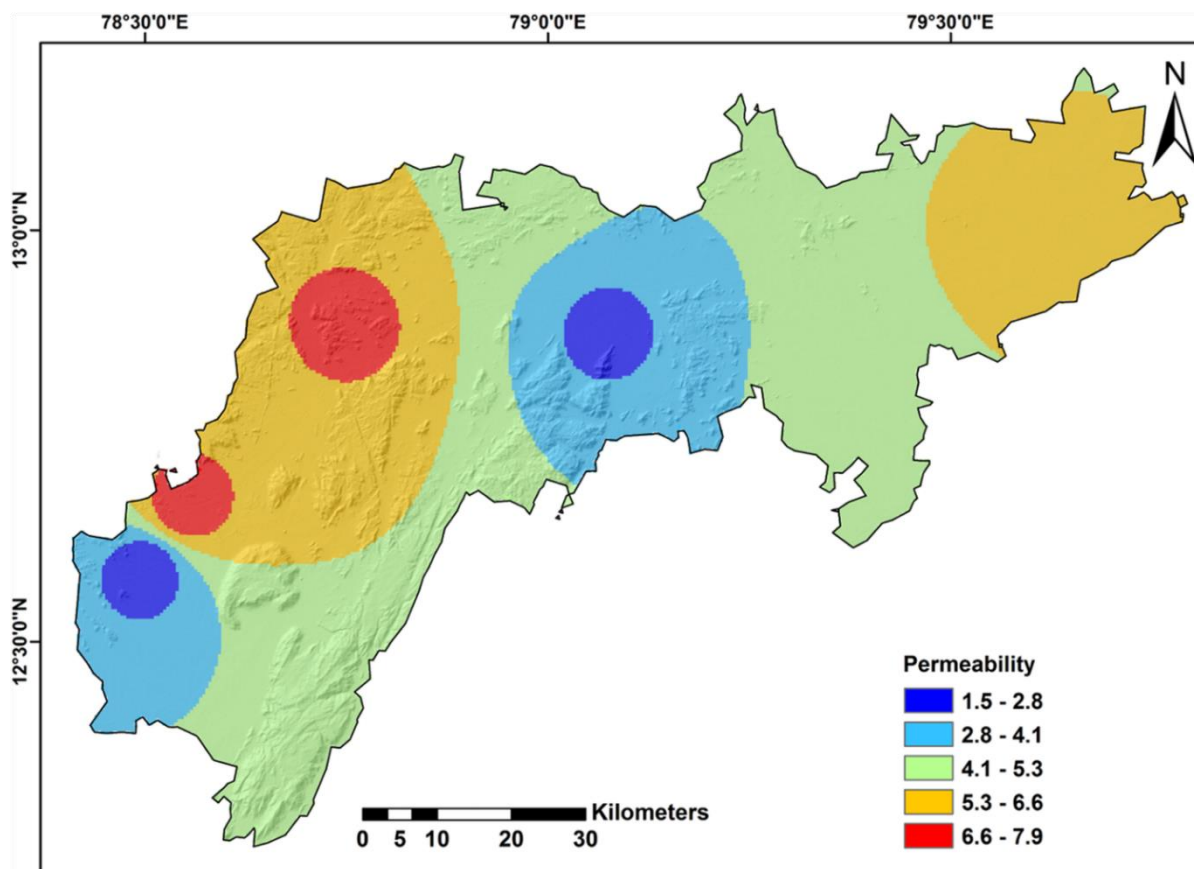 78°30'0"E 79°0'0"E 79°30'0"E
N
13°0'0"N
12°30'0"N
Permeability
1.5 - 2.8
2.8 - 4.1
4.1 - 5.3
5.3 - 6.6
6.6 - 7.9
Kilometers
0 5 10 20 30